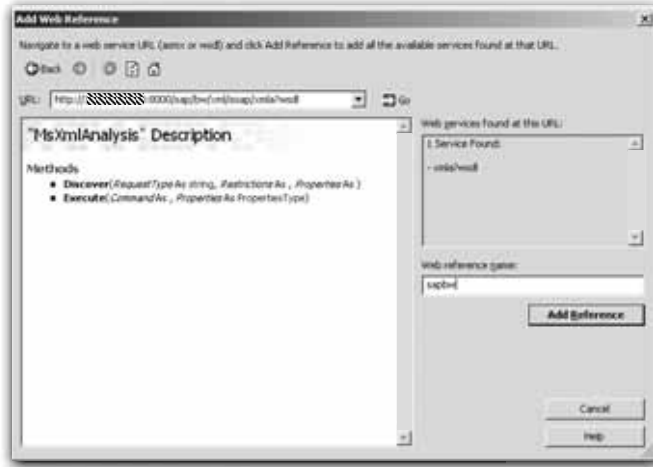 Add Web Reference
Navigate to a web service URL (asmx or wsdl) and click Add Reference to add all the available services found at that URL.
Back
URL: http:// :8000/sap/bw/xml/soap/xmla?wsdl Go
"MsXmlAnalysis" Description
Methods
Discover(RequestType As string, Restrictions As , Properties As )
Execute(Command As , Properties As PropertiesType)
Web services found at this URL:
1 Service Found:
- xmla?wsdl
Web reference name:
sapbw
Add Reference
Cancel
Help